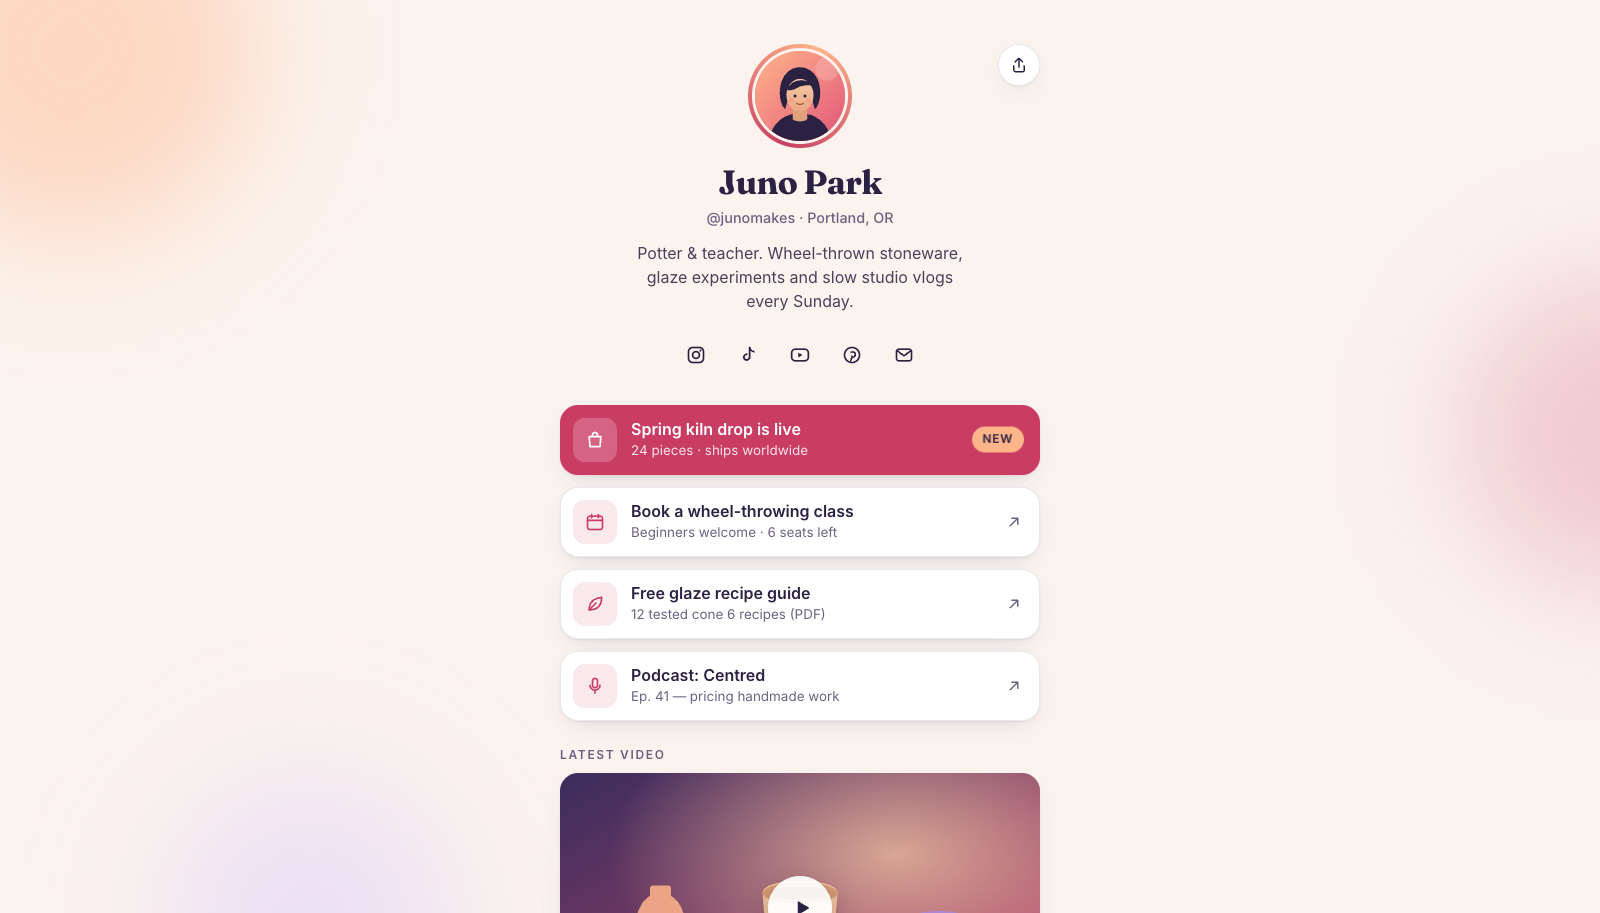 Juno Park
@junomakes · Portland, OR
Potter & teacher. Wheel-thrown stoneware,
glaze experiments and slow studio vlogs
every Sunday.
Spring kiln drop is live
24 pieces · ships worldwide
NEW
Book a wheel-throwing class
Beginners welcome · 6 seats left
Free glaze recipe guide
12 tested cone 6 recipes (PDF)
Podcast: Centred
Ep. 41 — pricing handmade work
LATEST VIDEO